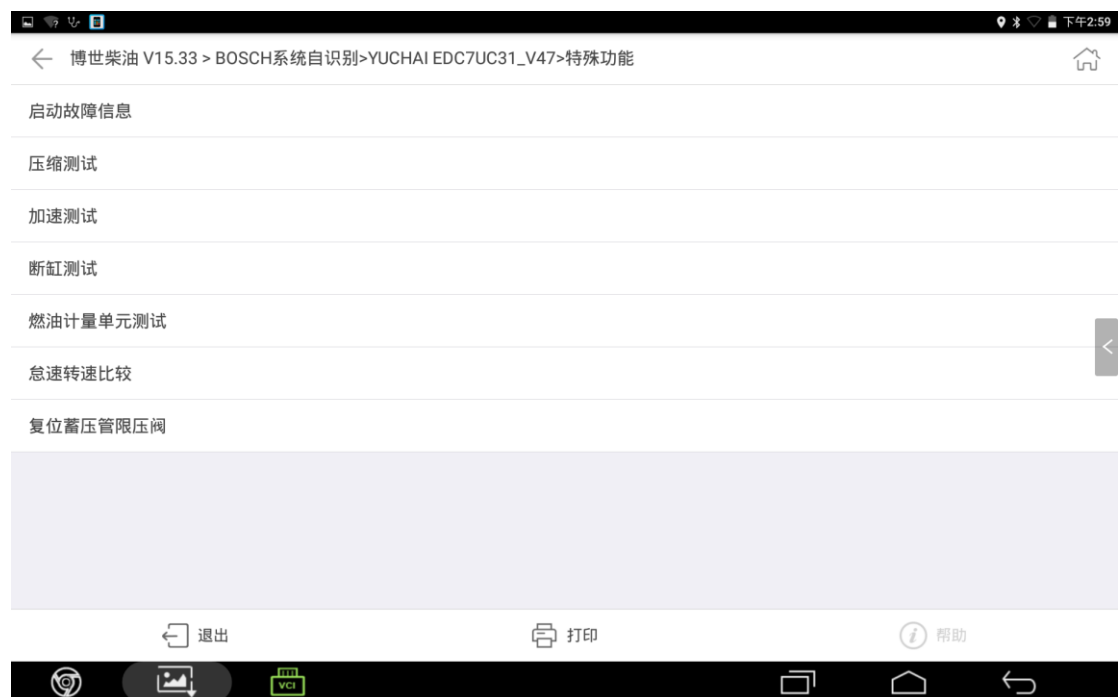 下午2:59
博世柴油 V15.33 > BOSCH系统自识别>YUCHAI EDC7UC31_V47>特殊功能
启动故障信息
压缩测试
加速测试
断缸测试
燃油计量单元测试
怠速转速比较
复位蓄压管限压阀
退出
打印
帮助
VCI